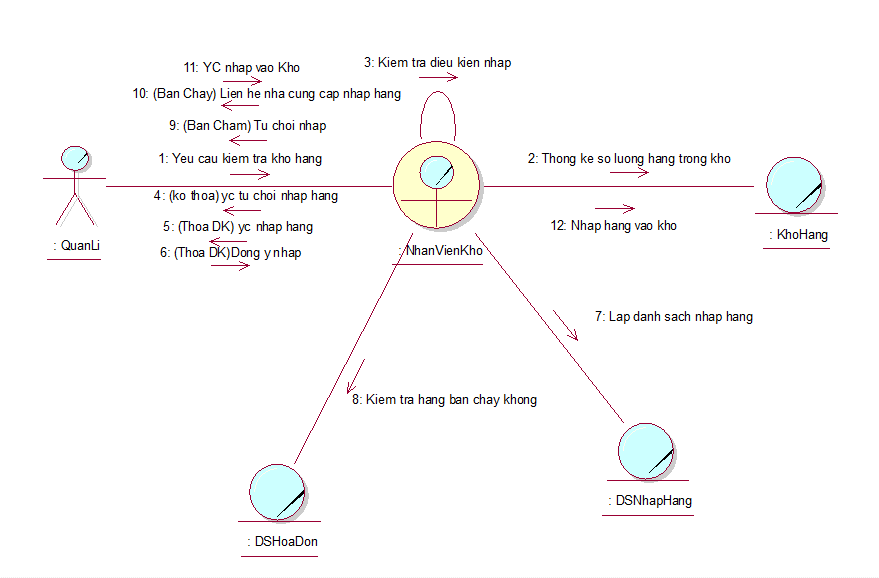 3: Kiem tra dieu kien nhap
11: YC nhap vao Kho
10: (Ban Chay) Lien he nha cung cap nhap hang
9: (Ban Cham) Tu choi nhap
1: Yeu cau kiem tra kho hang
2: Thong ke so luong hang trong kho
4: (ko thoa) yc tu choi nhap hang
5: (Thoa DK) yc nhap hang
12: Nhap hang vao kho
6: (Thoa DK)Dong y nhap
: QuanLi
: NhanVienKho
: KhoHang
7: Lap danh sach nhap hang
8: Kiem tra hang ban chay khong
: DSNhapHang
: DSHoaDon